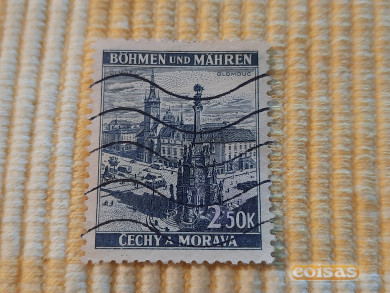 BÖHMEN UND MÄHREN
OLOMOUC
2.50K
ČECHY A MORAVA
coisas